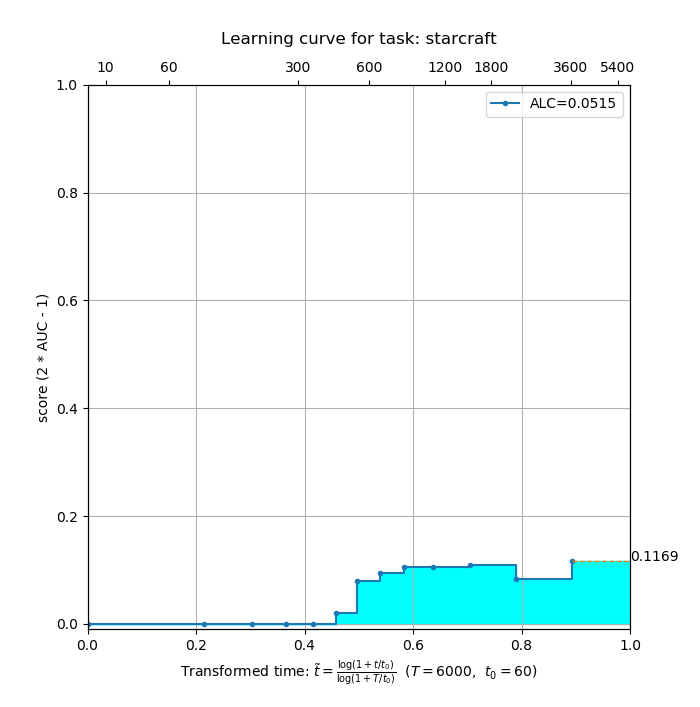 Learning curve for task: starcraft
10 60 300 600 1200 1800 3600 5400
1.0
ALC=0.0515
0.8
0.6
score (2 * AUC - 1)
0.4
0.2
0.1169
0.0
0.0 0.2 0.4 0.6 0.8 1.0
Transformed time: t̃ = log(1 + t/t₀) / log(1 + T/t₀) (T = 6000, t₀ = 60)